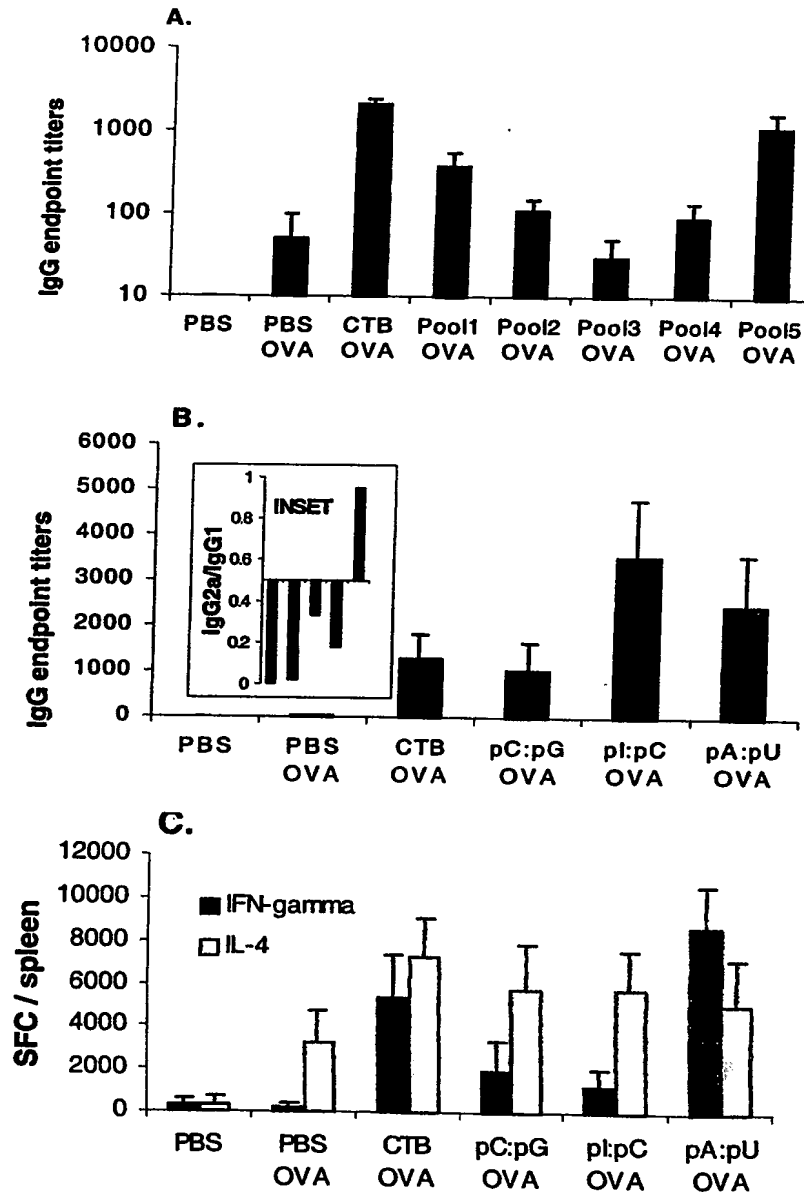 A.
IgG endpoint titers
10000
1000
100
10
PBS
PBS
OVA
CTB
OVA
Pool1
OVA
Pool2
OVA
Pool3
OVA
Pool4
OVA
Pool5
OVA
B.
IgG endpoint titers
6000
5000
4000
3000
2000
1000
0
INSET
IgG2a/IgG1
1
0.8
0.6
0.4
0.2
0
PBS
PBS
OVA
CTB
OVA
pC:pG
OVA
pI:pC
OVA
pA:pU
OVA
C.
SFC / spleen
12000
10000
8000
6000
4000
2000
0
IFN-gamma
IL-4
PBS
PBS
OVA
CTB
OVA
pC:pG
OVA
pI:pC
OVA
pA:pU
OVA